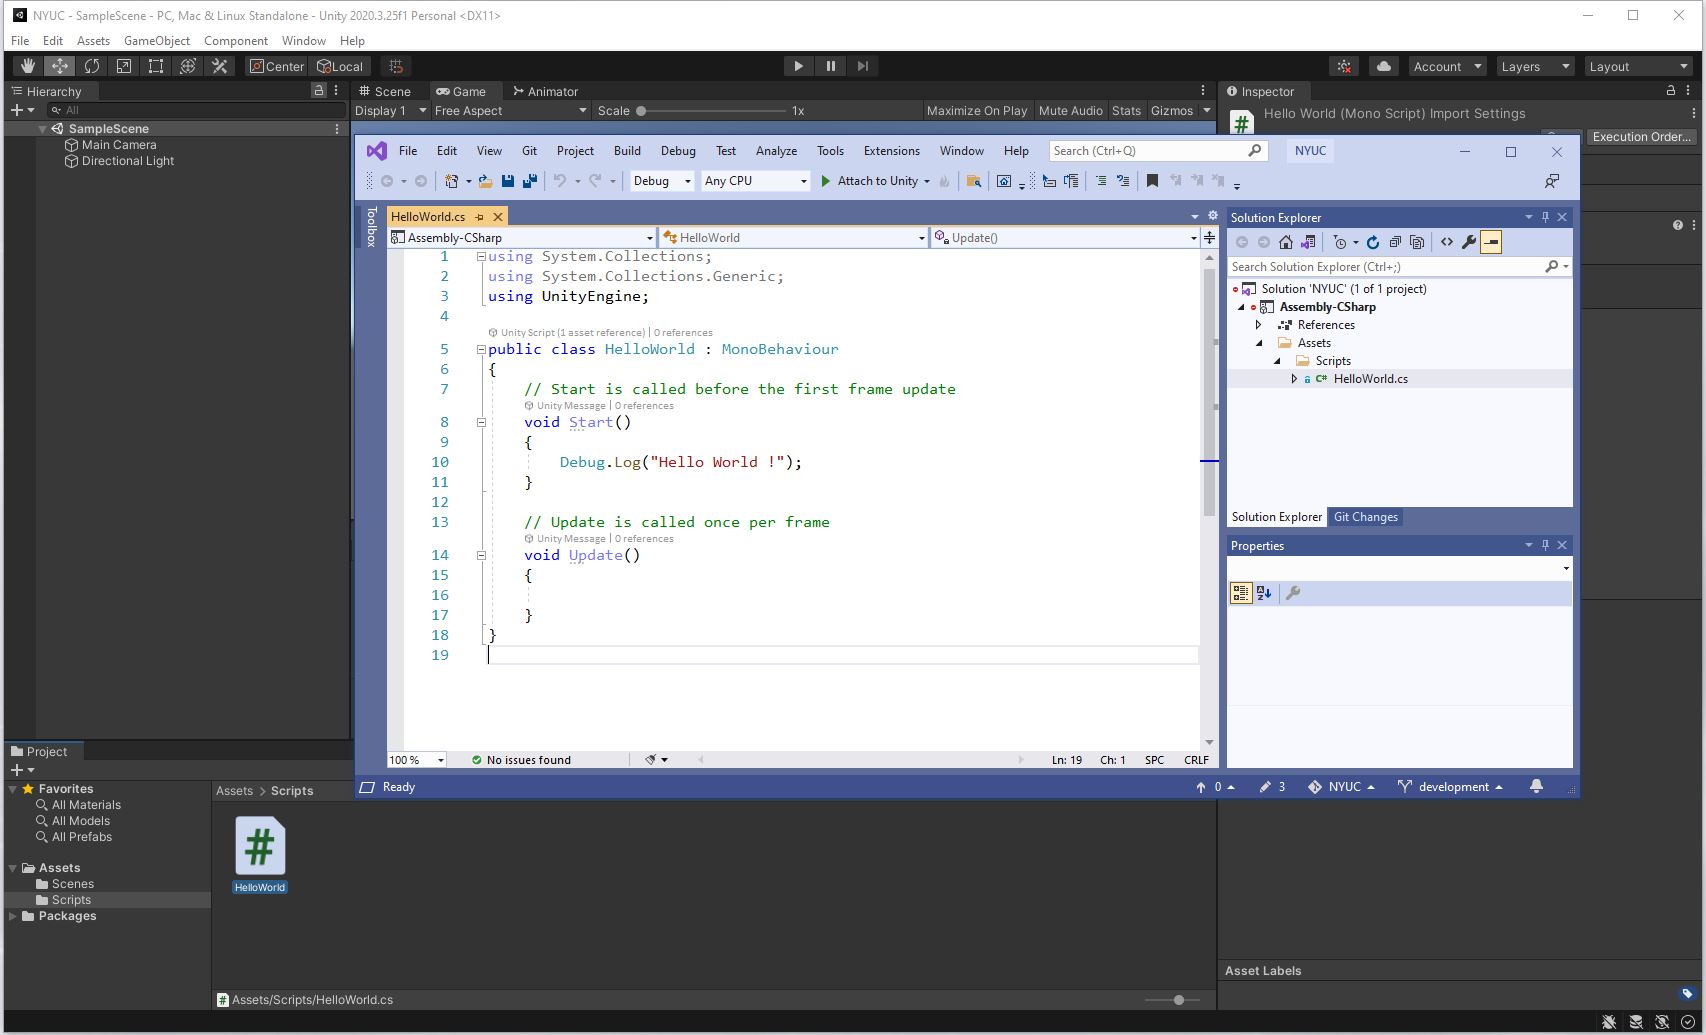 NYUC - SampleScene - PC, Mac & Linux Standalone - Unity 2020.3.25f1 Personal <DX11>
File Edit Assets GameObject Component Window Help
Center Local Account Layers Layout
Hierarchy
All
SampleScene
Main Camera
Directional Light
Scene Game Animator
Display 1 Free Aspect Scale 1x Maximize On Play Mute Audio Stats Gizmos
Inspector
Hello World (Mono Script) Import Settings
Execution Order...
File Edit View Git Project Build Debug Test Analyze Tools Extensions Window Help Search (Ctrl+Q) NYUC
Debug Any CPU Attach to Unity
Toolbox
HelloWorld.cs
Assembly-CSharp HelloWorld Update()
1 using System.Collections;
2 using System.Collections.Generic;
3 using UnityEngine;
4
Unity Script (1 asset reference) | 0 references
5 public class HelloWorld : MonoBehaviour
6 {
7 // Start is called before the first frame update
Unity Message | 0 references
8 void Start()
9 {
10 Debug.Log("Hello World !");
11 }
12
13 // Update is called once per frame
Unity Message | 0 references
14 void Update()
15 {
16
17 }
18 }
19
100 % No issues found Ln: 19 Ch: 1 SPC CRLF
Ready 0 3 NYUC development
Solution Explorer
Search Solution Explorer (Ctrl+;)
Solution 'NYUC' (1 of 1 project)
Assembly-CSharp
References
Assets
Scripts
C# HelloWorld.cs
Solution Explorer Git Changes
Properties
Project
Favorites
All Materials
All Models
All Prefabs
Assets
Scenes
Scripts
Packages
Assets > Scripts
#
HelloWorld
Assets/Scripts/HelloWorld.cs
Asset Labels